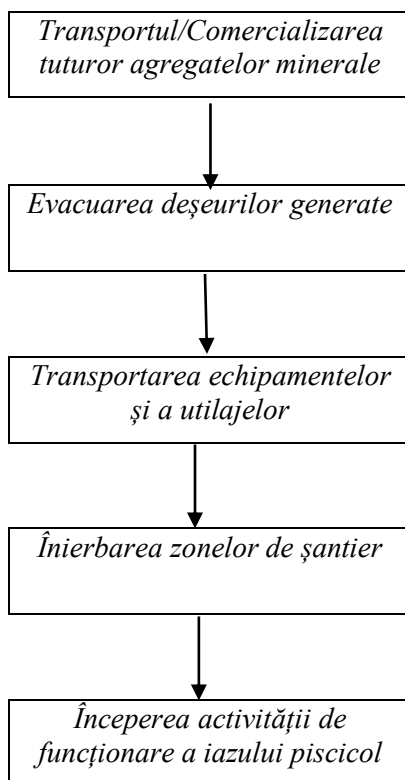 Transportul/Comercializarea
tuturor agregatelor minerale
Evacuarea deșeurilor generate
Transportarea echipamentelor
și a utilajelor
Înierbarea zonelor de șantier
Începerea activității de
funcționare a iazului piscicol